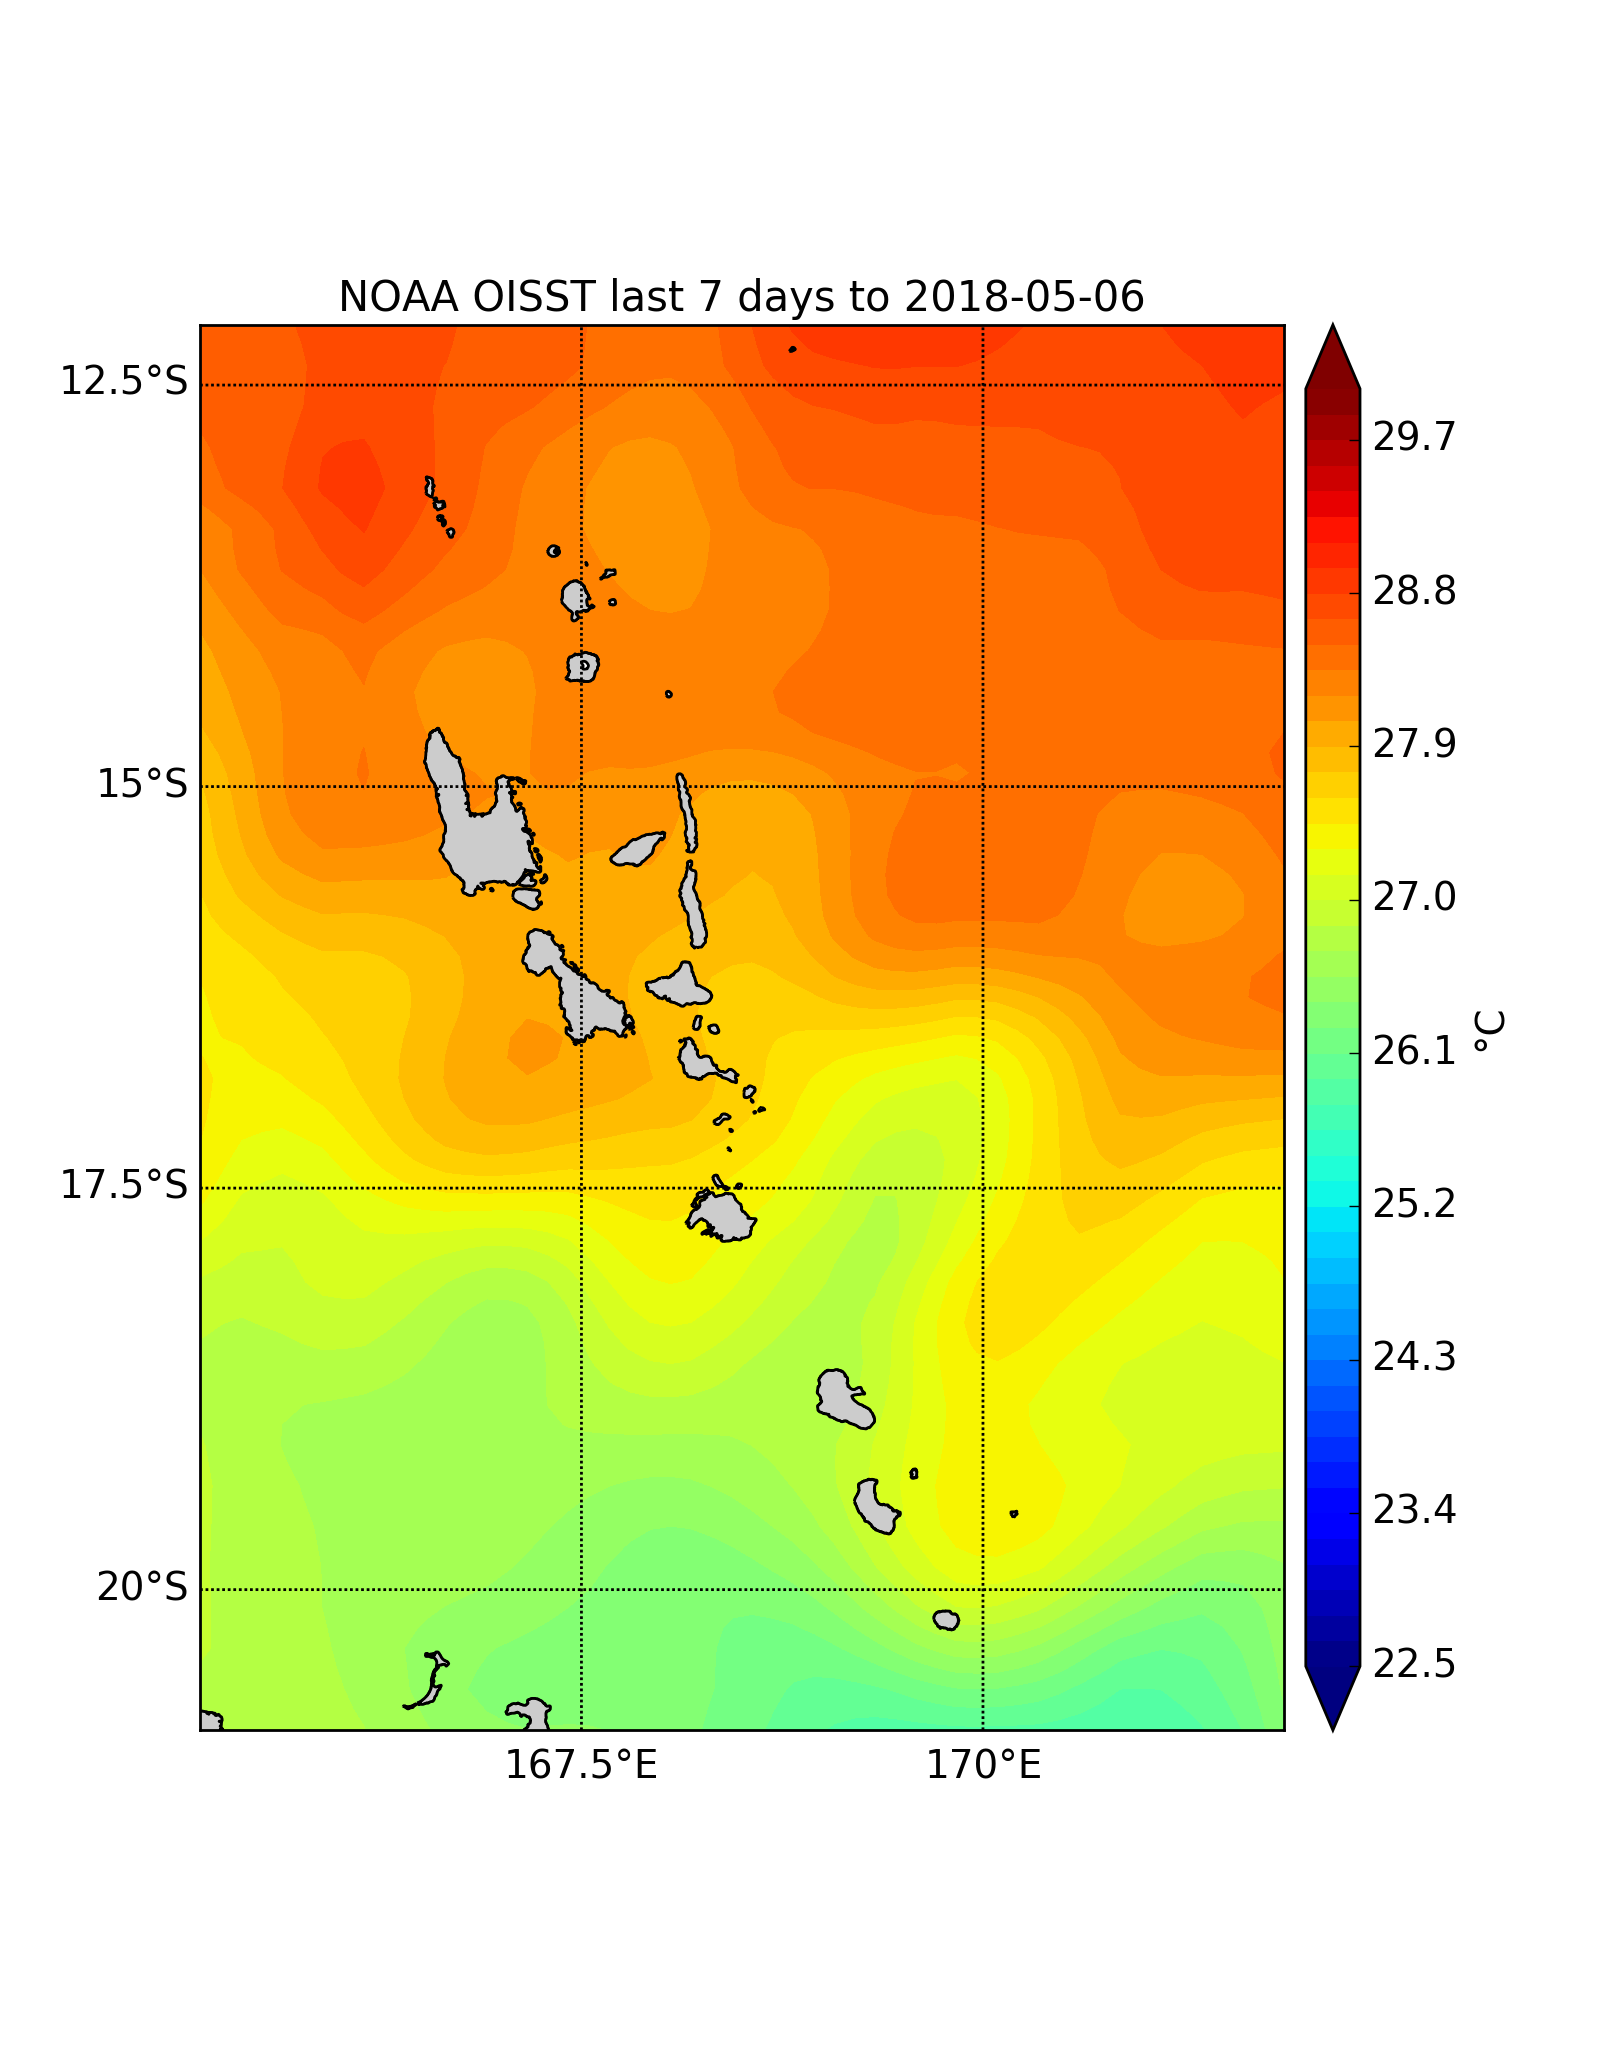 NOAA OISST last 7 days to 2018-05-06
12.5°S
15°S
17.5°S
20°S
167.5°E
170°E
29.7
28.8
27.9
27.0
26.1
25.2
24.3
23.4
22.5
°C